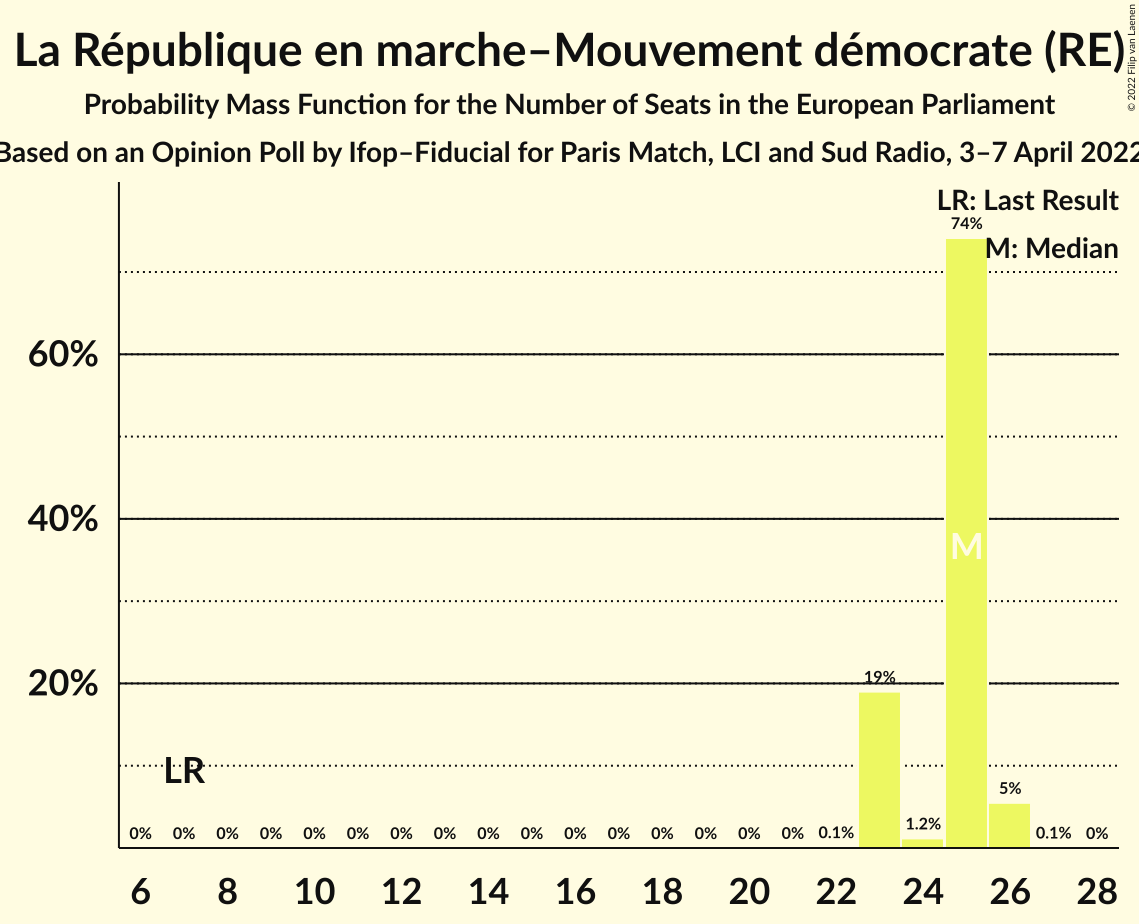 La République en marche–Mouvement démocrate (RE)
© 2022 Filip van Laenen
Probability Mass Function for the Number of Seats in the European Parliament
Based on an Opinion Poll by Ifop–Fiducial for Paris Match, LCI and Sud Radio, 3–7 April 2022
LR: Last Result
74%
M: Median
60%
40%
M
20%
19%
LR
5%
0% 0% 0% 0% 0% 0% 0% 0% 0% 0% 0% 0% 0% 0% 0% 0% 0.1% 1.2% 0.1% 0%
6 8 10 12 14 16 18 20 22 24 26 28